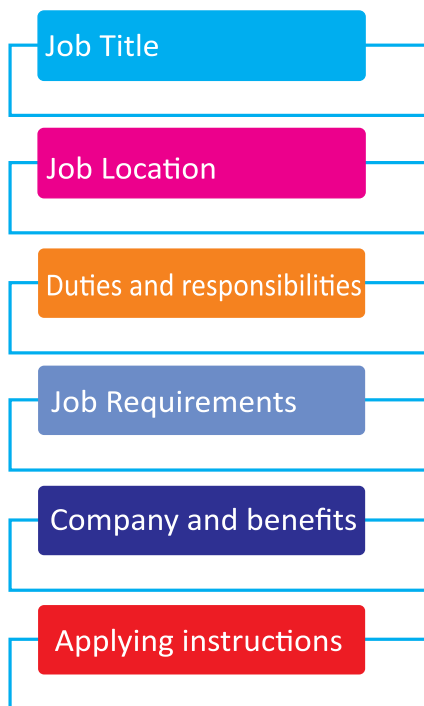 Job Title
Job Location
Duties and responsibilities
Job Requirements
Company and benefits
Applying instructions